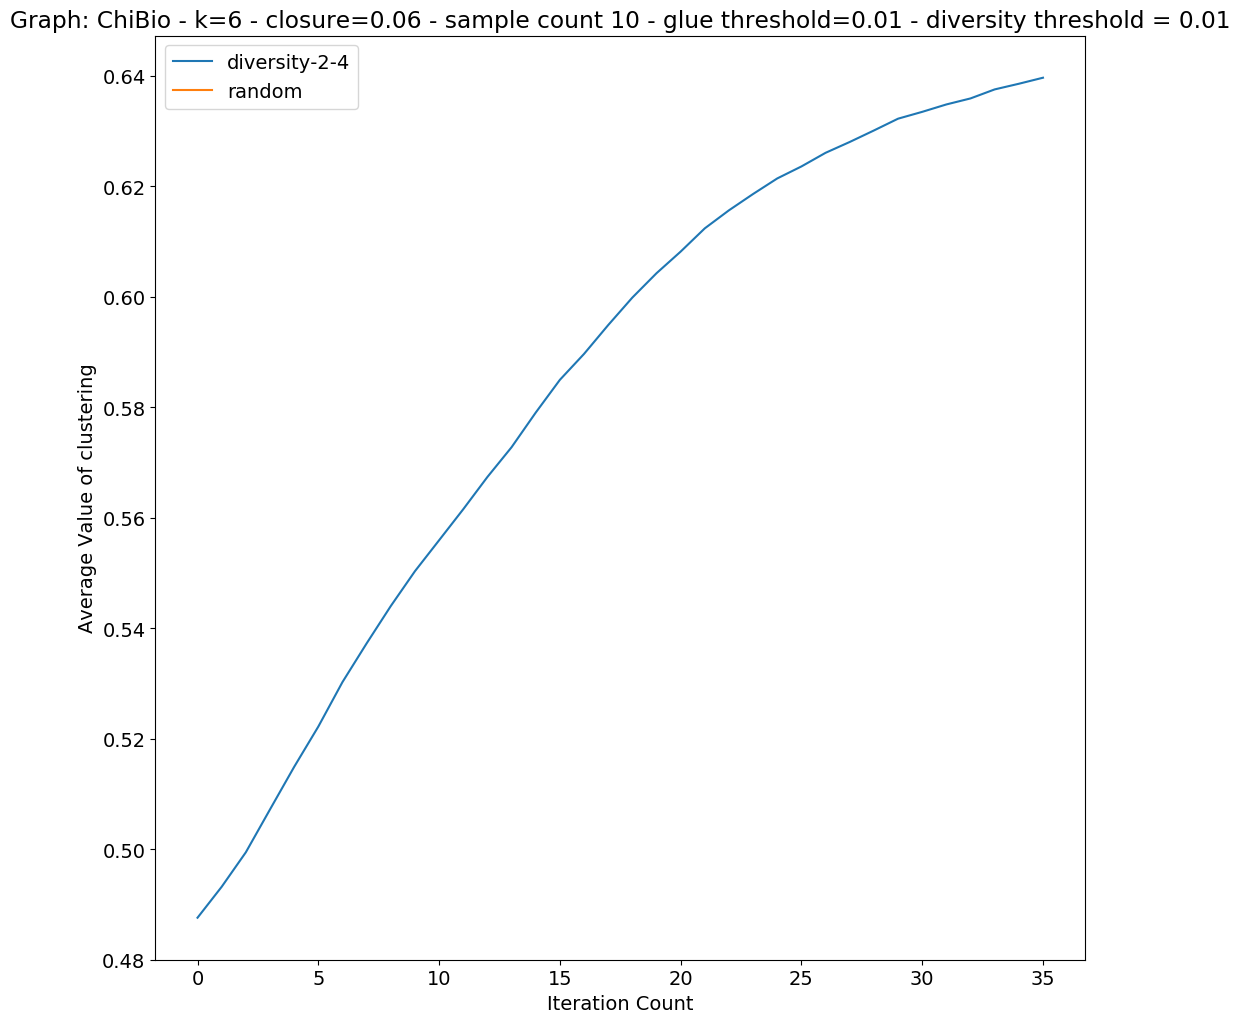 Graph: ChiBio - k=6 - closure=0.06 - sample count 10 - glue threshold=0.01 - diversity threshold = 0.01
diversity-2-4
random
0.64
0.62
0.60
0.58
0.56
0.54
0.52
0.50
0.48
Average Value of clustering
0 5 10 15 20 25 30 35
Iteration Count